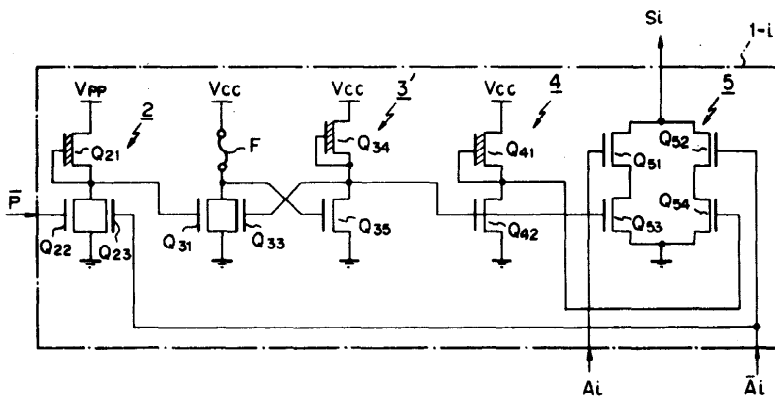 Si
1-i
VPP
2
VCC
VCC
3'
VCC
4
5
Q21
F
Q34
Q41
Q51
Q52
P̅
Q22
Q23
Q31
Q33
Q35
Q42
Q53
Q54
Ai
A̅i